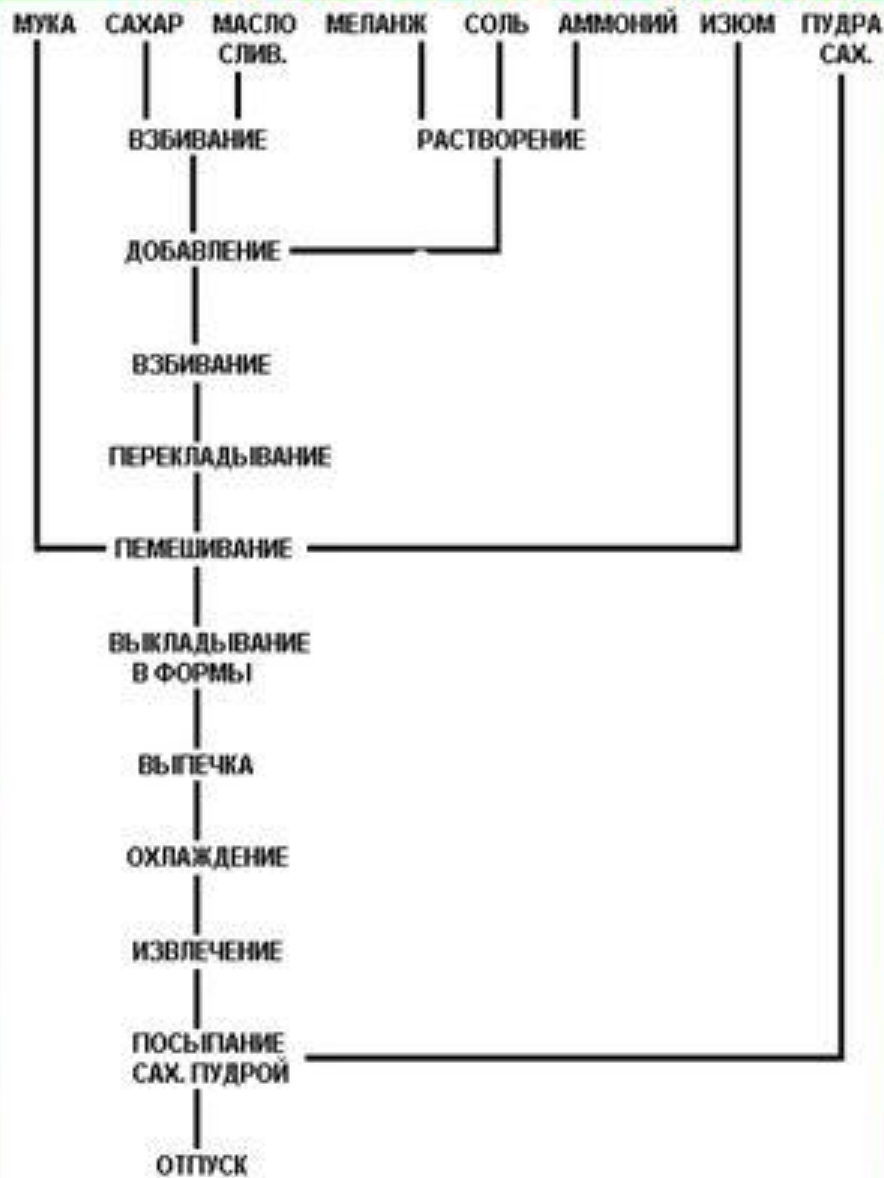 МУКА САХАР МАСЛО МЕЛАНЖ СОЛЬ АММОНИЙ ИЗЮМ ПУДРА
СЛИВ. САХ.
ВЗБИВАНИЕ РАСТВОРЕНИЕ
ДОБАВЛЕНИЕ
ВЗБИВАНИЕ
ПЕРЕКЛАДЫВАНИЕ
ПЕМЕШИВАНИЕ
ВЫКЛАДЫВАНИЕ
В ФОРМЫ
ВЫПЕЧКА
ОХЛАЖДЕНИЕ
ИЗВЛЕЧЕНИЕ
ПОСЫПАНИЕ
САХ. ПУДРОЙ
ОТПУСК